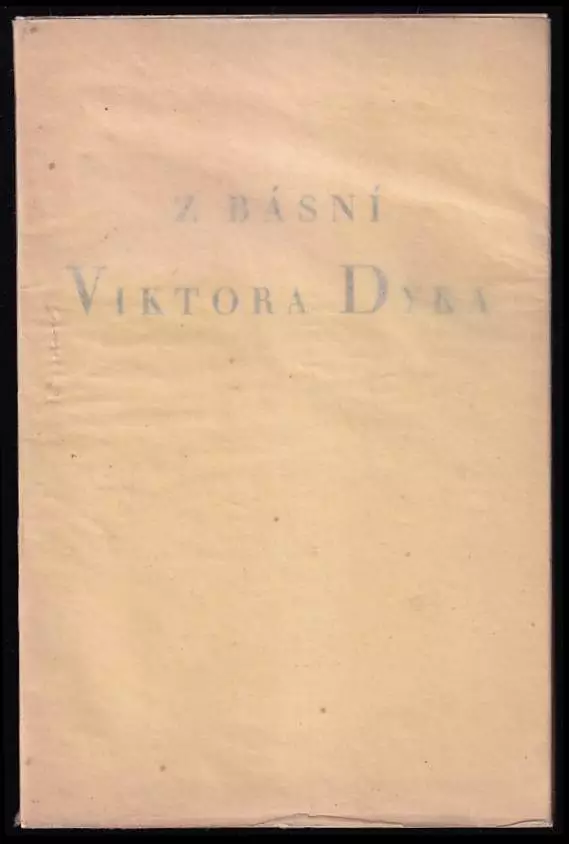 Z BÁSNÍ
VIKTORA DYKA